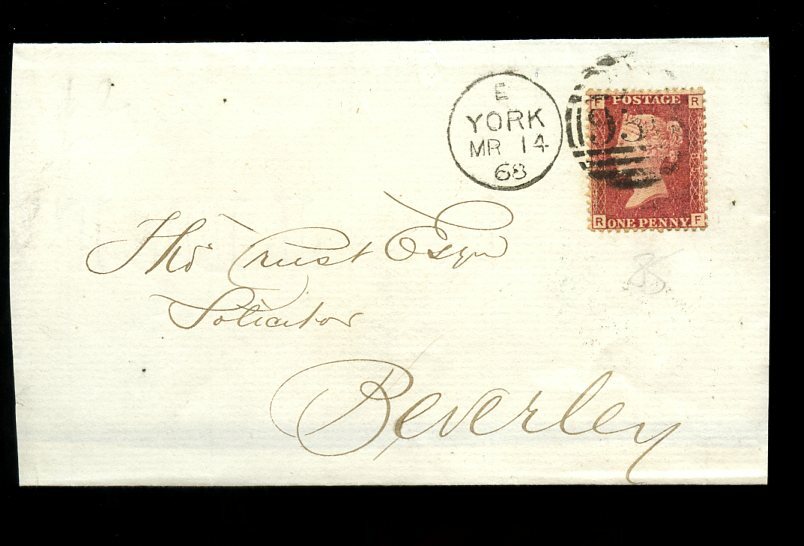 E
YORK
MR 14
68
F POSTAGE R
R ONE PENNY F
Thos Crust Esqr
Solicitor
Beverley